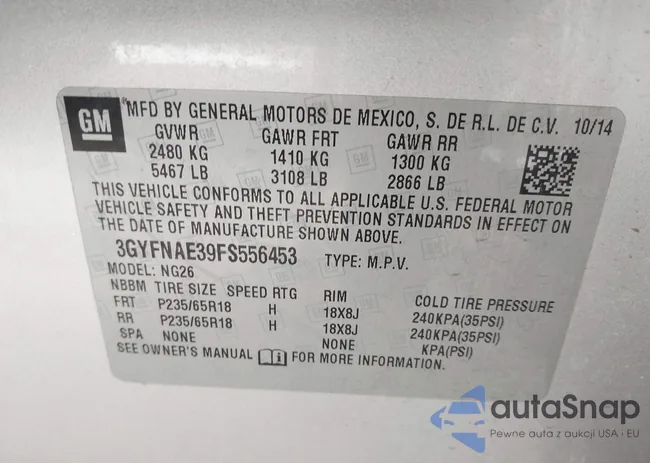 GM
MFD BY GENERAL MOTORS DE MEXICO, S. DE R.L. DE C.V. 10/14
GVWR GAWR FRT GAWR RR
2480 KG 1410 KG 1300 KG
5467 LB 3108 LB 2866 LB
THIS VEHICLE CONFORMS TO ALL APPLICABLE U.S. FEDERAL MOTOR
VEHICLE SAFETY AND THEFT PREVENTION STANDARDS IN EFFECT ON
THE DATE OF MANUFACTURE SHOWN ABOVE.
3GYFNAE39FS556453 TYPE: M.P.V.
MODEL: NG26
NBBM TIRE SIZE SPEED RTG RIM COLD TIRE PRESSURE
FRT P235/65R18 H 18X8J 240KPA(35PSI)
RR P235/65R18 H 18X8J 240KPA(35PSI)
SPA NONE NONE KPA(PSI)
SEE OWNER'S MANUAL FOR MORE INFORMATION.
autaSnap
Pewne auta z aukcji USA i EU